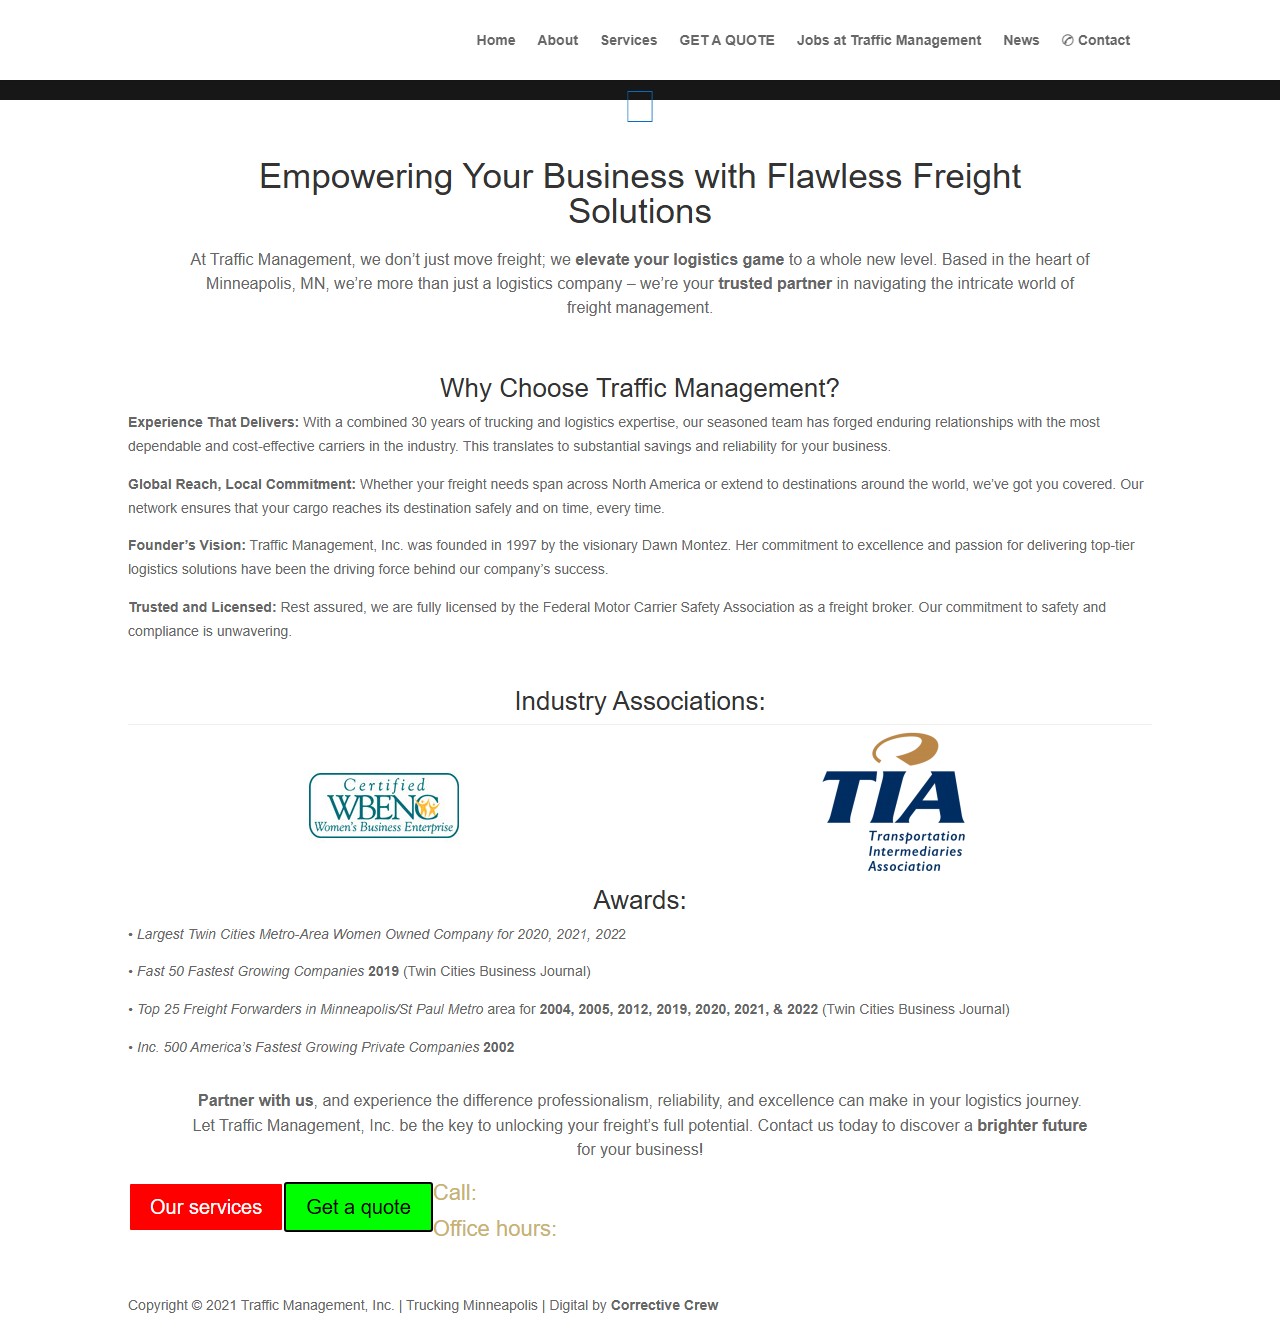 Home About Services GET A QUOTE Jobs at Traffic Management News ✆ Contact
Empowering Your Business with Flawless Freight
Solutions
At Traffic Management, we don’t just move freight; we elevate your logistics game to a whole new level. Based in the heart of
Minneapolis, MN, we’re more than just a logistics company – we’re your trusted partner in navigating the intricate world of
freight management.
Why Choose Traffic Management?
Experience That Delivers: With a combined 30 years of trucking and logistics expertise, our seasoned team has forged enduring relationships with the most
dependable and cost-effective carriers in the industry. This translates to substantial savings and reliability for your business.
Global Reach, Local Commitment: Whether your freight needs span across North America or extend to destinations around the world, we’ve got you covered. Our
network ensures that your cargo reaches its destination safely and on time, every time.
Founder’s Vision: Traffic Management, Inc. was founded in 1997 by the visionary Dawn Montez. Her commitment to excellence and passion for delivering top-tier
logistics solutions have been the driving force behind our company’s success.
Trusted and Licensed: Rest assured, we are fully licensed by the Federal Motor Carrier Safety Association as a freight broker. Our commitment to safety and
compliance is unwavering.
Industry Associations:
Certified
WBENC
Women's Business Enterprise
TIA
Transportation
Intermediaries
Association
Awards:
• Largest Twin Cities Metro-Area Women Owned Company for 2020, 2021, 2022
• Fast 50 Fastest Growing Companies 2019 (Twin Cities Business Journal)
• Top 25 Freight Forwarders in Minneapolis/St Paul Metro area for 2004, 2005, 2012, 2019, 2020, 2021, & 2022 (Twin Cities Business Journal)
• Inc. 500 America’s Fastest Growing Private Companies 2002
Partner with us, and experience the difference professionalism, reliability, and excellence can make in your logistics journey.
Let Traffic Management, Inc. be the key to unlocking your freight’s full potential. Contact us today to discover a brighter future
for your business!
Our services Get a quote Call:
Office hours:
Copyright © 2021 Traffic Management, Inc. | Trucking Minneapolis | Digital by Corrective Crew